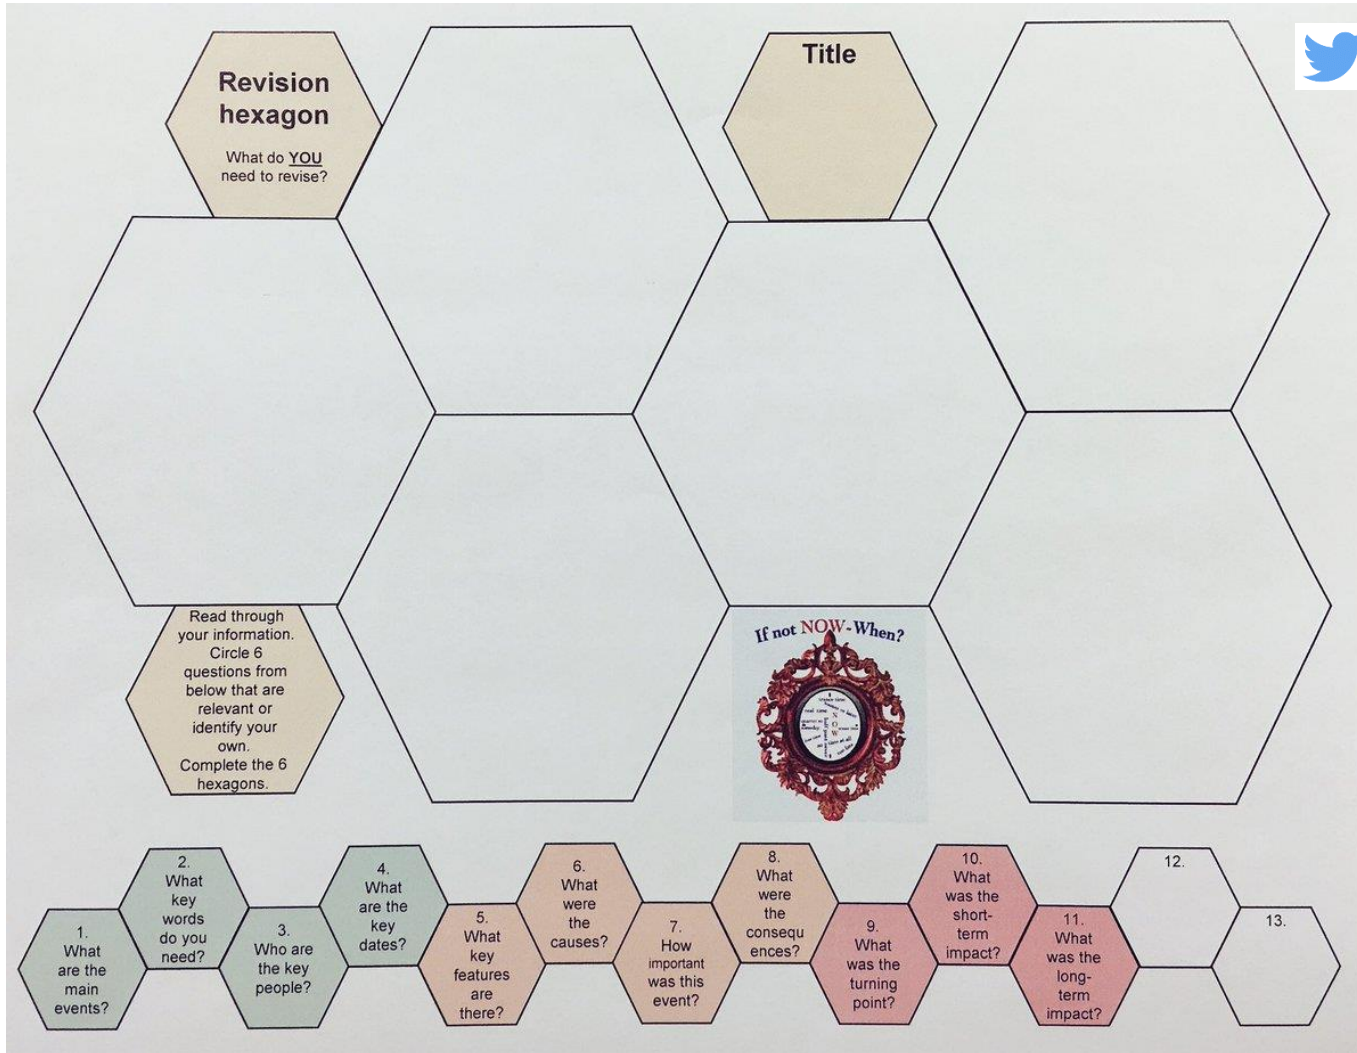 Revision
hexagon
What do YOU
need to revise?
Title
Read through
your information.
Circle 6
questions from
below that are
relevant or
identify your
own.
Complete the 6
hexagons.
If not NOW-When?
NOW
1.
What
are the
main
events?
2.
What
key
words
do you
need?
3.
Who are
the key
people?
4.
What
are the
key
dates?
5.
What
key
features
are
there?
6.
What
were
the
causes?
7.
How
important
was this
event?
8.
What
were
the
consequ
ences?
9.
What
was the
turning
point?
10.
What
was the
short-
term
impact?
11.
What
was the
long-
term
impact?
12.
13.